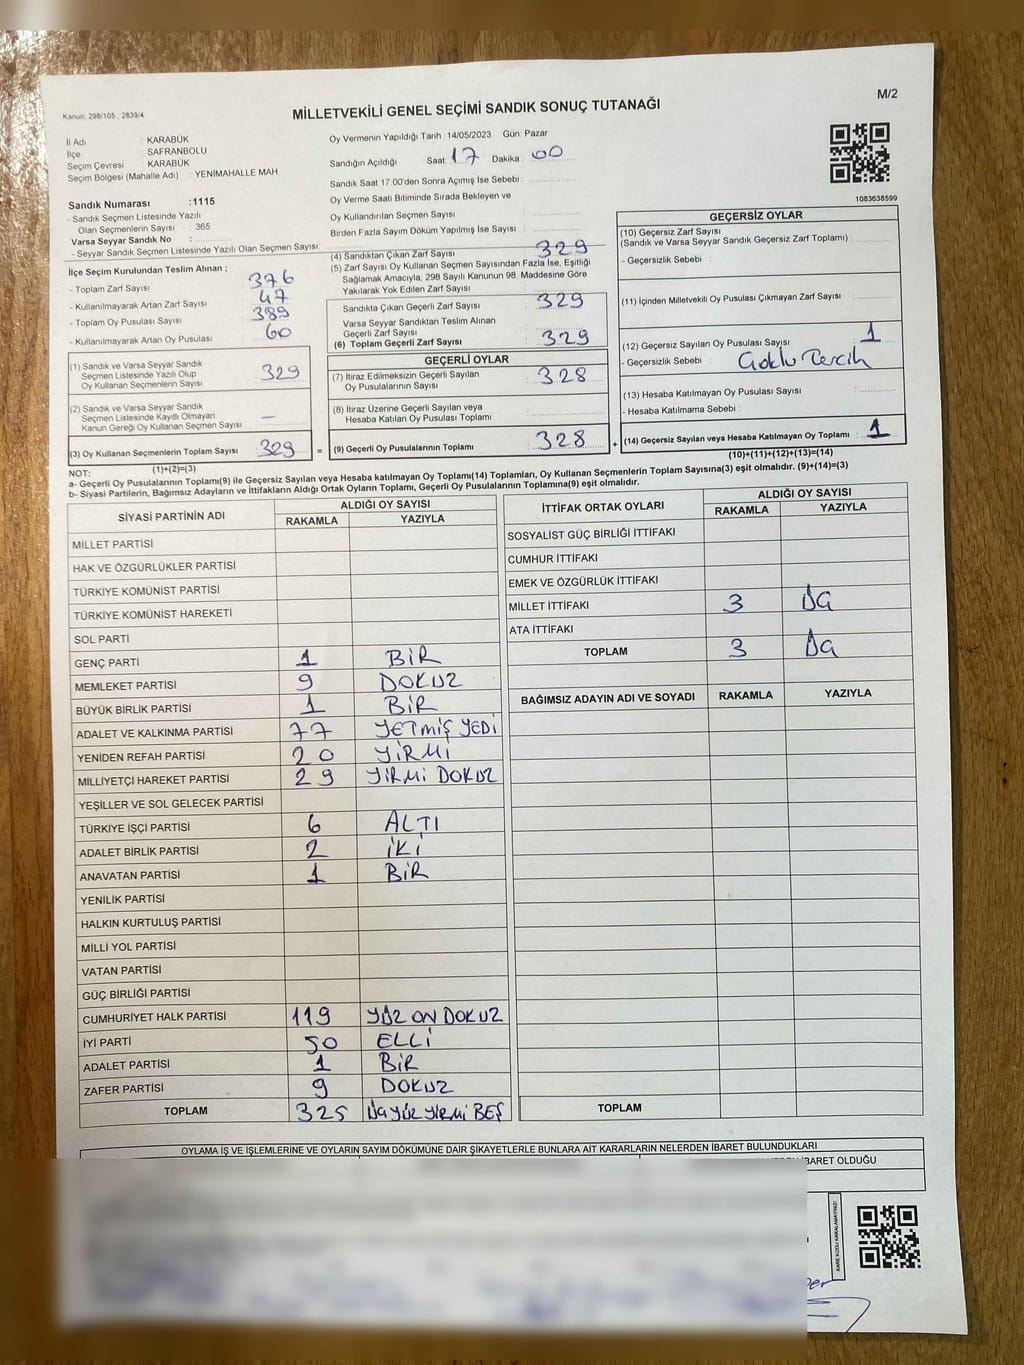 Kanun; 298/105 , 2839/4
MİLLETVEKİLİ GENEL SEÇİMİ SANDIK SONUÇ TUTANAĞI
M/2
İl Adı : KARABÜK
İlçe : SAFRANBOLU
Seçim Çevresi : KARABÜK
Seçim Bölgesi (Mahalle Adı) : YENİMAHALLE MAH
Sandık Numarası :1115
- Sandık Seçmen Listesinde Yazılı
Olan Seçmenlerin Sayısı : 365
Varsa Seyyar Sandık No :
- Seyyar Sandık Seçmen Listesinde Yazılı Olan Seçmen Sayısı:
İlçe Seçim Kurulundan Teslim Alınan :
- Toplam Zarf Sayısı 376
- Kullanılmayarak Artan Zarf Sayısı 47
- Toplam Oy Pusulası Sayısı 389
- Kullanılmayarak Artan Oy Pusulası 60
(1) Sandık ve Varsa Seyyar Sandık
Seçmen Listesinde Yazılı Olup
Oy Kullanan Seçmenlerin Sayısı 329
(2) Sandık ve Varsa Seyyar Sandık
Seçmen Listesinde Kayıtlı Olmayan
Kanun Gereği Oy Kullanan Seçmen Sayısı : —
(3) Oy Kullanan Seçmenlerin Toplam Sayısı 329
(1)+(2)=(3)
Oy Vermenin Yapıldığı Tarih : 14/05/2023 Gün: Pazar
Sandığın Açıldığı Saat: 17 Dakika : 00
Sandık Saat 17.00'den Sonra Açımış İse Sebebi :
Oy Verme Saati Bitiminde Sırada Bekleyen ve
Oy Kullandırılan Seçmen Sayısı :
Birden Fazla Sayım Döküm Yapılmış İse Sayısı :
(4) Sandıktan Çıkan Zarf Sayısı 329
(5) Zarf Sayısı Oy Kullanan Seçmen Sayısından Fazla İse, Eşitliği
Sağlamak Amacıyla, 298 Sayılı Kanunun 98. Maddesine Göre
Yakılarak Yok Edilen Zarf Sayısı :
Sandıkta Çıkan Geçerli Zarf Sayısı : 329
Varsa Seyyar Sandıktan Teslim Alınan
Geçerli Zarf Sayısı
(6) Toplam Geçerli Zarf Sayısı : 329
GEÇERLİ OYLAR
(7) İtiraz Edilmeksizin Geçerli Sayılan
Oy Pusulalarının Sayısı : 328
(8) İtiraz Üzerine Geçerli Sayılan veya
Hesaba Katılan Oy Pusulası Toplamı :
= (9) Geçerli Oy Pusulalarının Toplamı : 328 +
1083638599
GEÇERSİZ OYLAR
(10) Geçersiz Zarf Sayısı
(Sandık ve Varsa Seyyar Sandık Geçersiz Zarf Toplamı) :
- Geçersizlik Sebebi :
(11) İçinden Milletvekili Oy Pusulası Çıkmayan Zarf Sayısı :
(12) Geçersiz Sayılan Oy Pusulası Sayısı : 1
- Geçersizlik Sebebi : Çoklu Tercih
(13) Hesaba Katılmayan Oy Pusulası Sayısı :
- Hesaba Katılmama Sebebi :
(14) Geçersiz Sayılan veya Hesaba Katılmayan Oy Toplamı : 1
(10)+(11)+(12)+(13)=(14)
NOT:
a- Geçerli Oy Pusulalarının Toplamı(9) ile Geçersiz Sayılan veya Hesaba katılmayan Oy Toplamı(14) Toplamları, Oy Kullanan Seçmenlerin Toplam Sayısına(3) eşit olmalıdır. (9)+(14)=(3)
b- Siyasi Partilerin, Bağımsız Adayların ve İttifakların Aldığı Ortak Oyların Toplamı, Geçerli Oy Pusulalarının Toplamına(9) eşit olmalıdır.
SİYASİ PARTİNİN ADI ALDIĞI OY SAYISI
RAKAMLA YAZIYLA
MİLLET PARTİSİ
HAK VE ÖZGÜRLÜKLER PARTİSİ
TÜRKİYE KOMÜNİST PARTİSİ
TÜRKİYE KOMÜNİST HAREKETİ
SOL PARTİ
GENÇ PARTİ 1 BİR
MEMLEKET PARTİSİ 9 DOKUZ
BÜYÜK BİRLİK PARTİSİ 1 BİR
ADALET VE KALKINMA PARTİSİ 77 YETMİŞ YEDİ
YENİDEN REFAH PARTİSİ 20 YİRMİ
MİLLİYETÇİ HAREKET PARTİSİ 29 YİRMİ DOKUZ
YEŞİLLER VE SOL GELECEK PARTİSİ
TÜRKİYE İŞÇİ PARTİSİ 6 ALTI
ADALET BİRLİK PARTİSİ 2 İKİ
ANAVATAN PARTİSİ 1 BİR
YENİLİK PARTİSİ
HALKIN KURTULUŞ PARTİSİ
MİLLİ YOL PARTİSİ
VATAN PARTİSİ
GÜÇ BİRLİĞİ PARTİSİ
CUMHURİYET HALK PARTİSİ 119 YÜZ ON DOKUZ
İYİ PARTİ 50 ELLİ
ADALET PARTİSİ 1 BİR
ZAFER PARTİSİ 9 DOKUZ
TOPLAM 325 ÜÇ YÜZ YİRMİ BEŞ
İTTİFAK ORTAK OYLARI ALDIĞI OY SAYISI
RAKAMLA YAZIYLA
SOSYALİST GÜÇ BİRLİĞİ İTTİFAKI
CUMHUR İTTİFAKI
EMEK VE ÖZGÜRLÜK İTTİFAKI
MİLLET İTTİFAKI 3 ÜÇ
ATA İTTİFAKI
TOPLAM 3 ÜÇ
BAĞIMSIZ ADAYIN ADI VE SOYADI RAKAMLA YAZIYLA
TOPLAM
OYLAMA İŞ VE İŞLEMLERİNE VE OYLARIN SAYIM DÖKÜMÜNE DAİR ŞİKAYETLERLE BUNLARA AİT KARARLARIN NELERDEN İBARET BULUNDUKLARI
İBARET OLDUĞU
KARE KODU KARALAMAYINIZ!